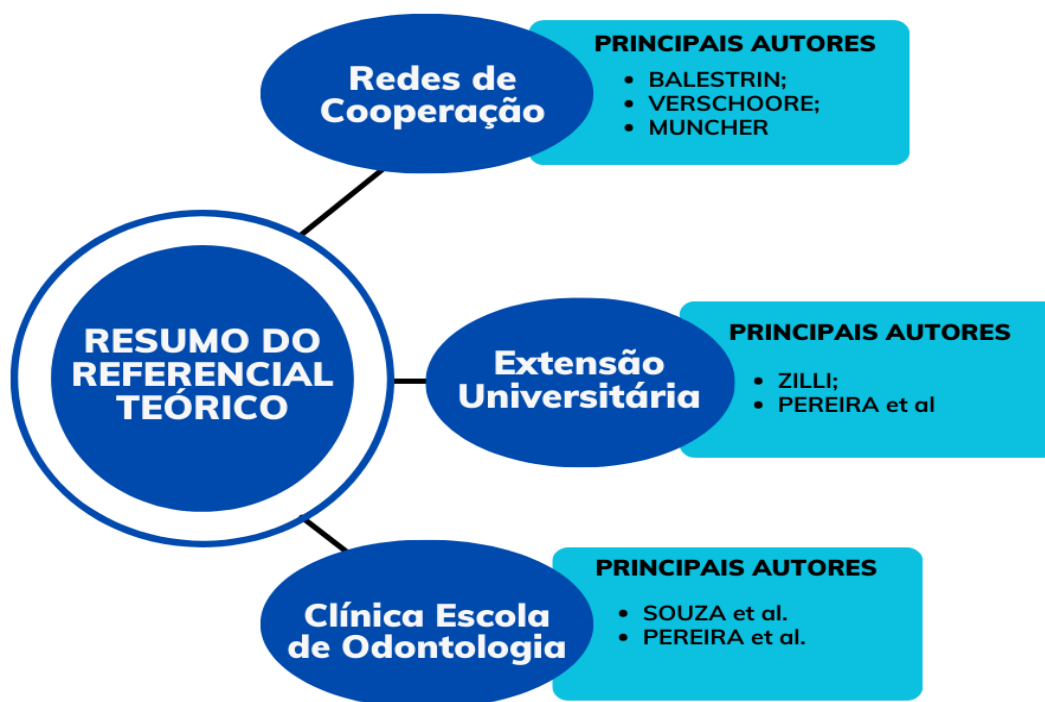 Redes de
Cooperação
PRINCIPAIS AUTORES
• BALESTRIN;
• VERSCHOORE;
• MUNCHER
RESUMO DO
REFERENCIAL
TEÓRICO
Extensão
Universitária
PRINCIPAIS AUTORES
• ZILLI;
• PEREIRA et al
Clínica Escola
de Odontologia
PRINCIPAIS AUTORES
• SOUZA et al.
• PEREIRA et al.